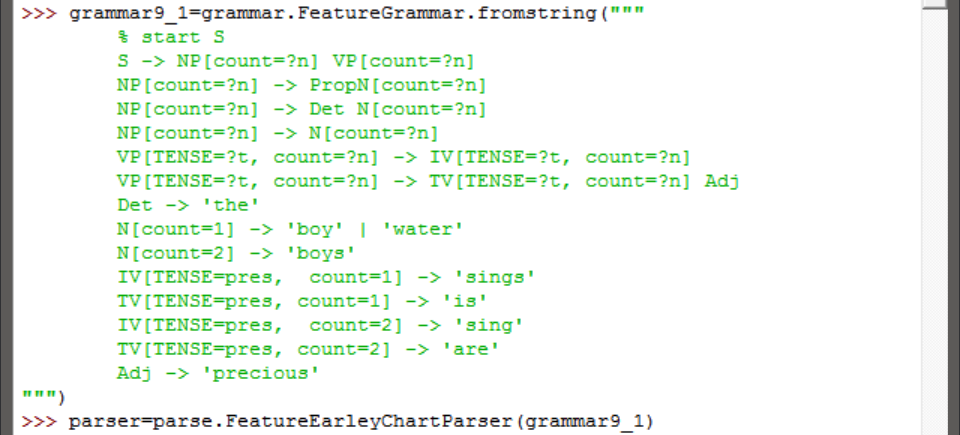 >>> grammar9_1=grammar.FeatureGrammar.fromstring("""
% start S
S -> NP[count=?n] VP[count=?n]
NP[count=?n] -> PropN[count=?n]
NP[count=?n] -> Det N[count=?n]
NP[count=?n] -> N[count=?n]
VP[TENSE=?t, count=?n] -> IV[TENSE=?t, count=?n]
VP[TENSE=?t, count=?n] -> TV[TENSE=?t, count=?n] Adj
Det -> 'the'
N[count=1] -> 'boy' | 'water'
N[count=2] -> 'boys'
IV[TENSE=pres,  count=1] -> 'sings'
TV[TENSE=pres, count=1] -> 'is'
IV[TENSE=pres,  count=2] -> 'sing'
TV[TENSE=pres, count=2] -> 'are'
Adj -> 'precious'
""")
>>> parser=parse.FeatureEarleyChartParser(grammar9_1)